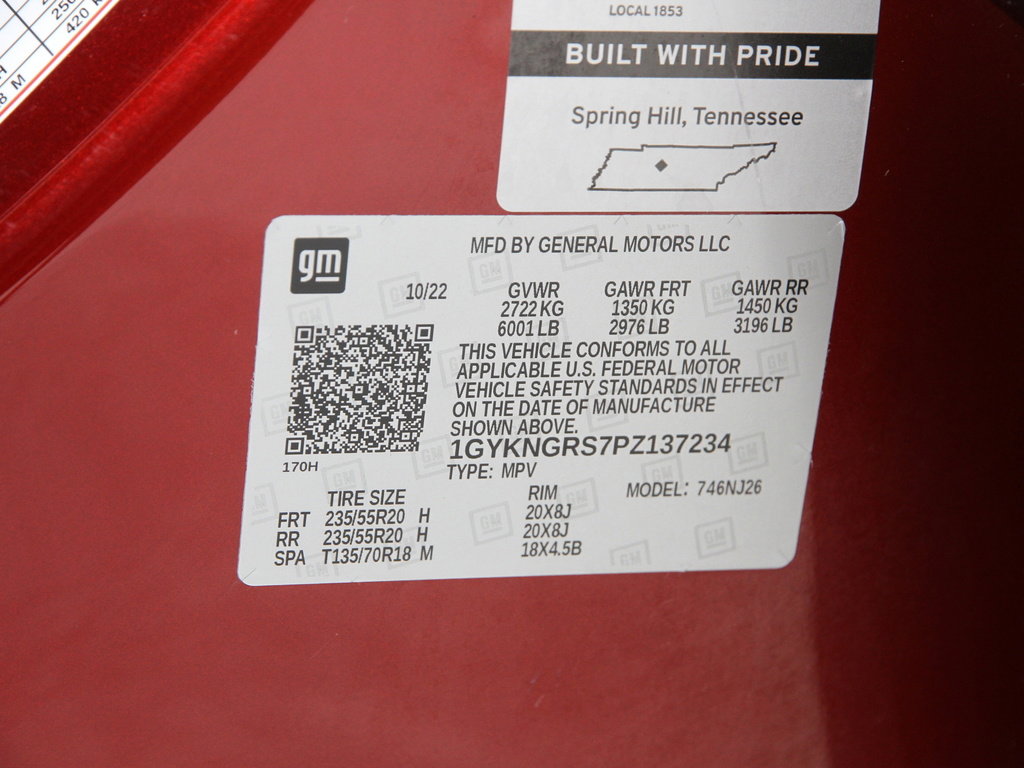 LOCAL 1853
BUILT WITH PRIDE
Spring Hill, Tennessee
gm
MFD BY GENERAL MOTORS LLC
10/22 GVWR GAWR FRT GAWR RR
2722 KG 1350 KG 1450 KG
6001 LB 2976 LB 3196 LB
THIS VEHICLE CONFORMS TO ALL
APPLICABLE U.S. FEDERAL MOTOR
VEHICLE SAFETY STANDARDS IN EFFECT
ON THE DATE OF MANUFACTURE
SHOWN ABOVE.
1GYKNGRS7PZ137234
170H
TYPE: MPV
MODEL: 746NJ26
TIRE SIZE RIM
FRT 235/55R20 H 20X8J
RR 235/55R20 H 20X8J
SPA T135/70R18 M 18X4.5B